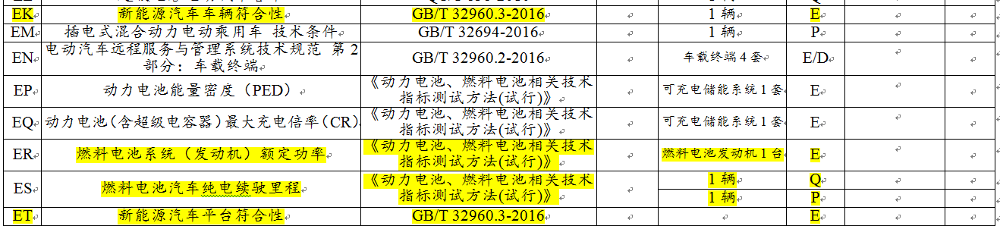 EK 新能源汽车车辆符合性 GB/T 32960.3-2016 1 辆 E
EM 插电式混合动力电动乘用车 技术条件 GB/T 32694-2016 1 辆 P
EN 电动汽车远程服务与管理系统技术规范 第 2
部分：车载终端 GB/T 32960.2-2016 车载终端 4 套 E/D
EP 动力电池能量密度（PED） 《动力电池、燃料电池相关技术
指标测试方法(试行)》 可充电储能系统 1 套 E
EQ 动力电池(含超级电容器)最大充电倍率(CR) 《动力电池、燃料电池相关技术
指标测试方法(试行)》 可充电储能系统 1 套 E
ER 燃料电池系统（发动机）额定功率 《动力电池、燃料电池相关技术
指标测试方法(试行)》 燃料电池发动机 1 台 E
ES 燃料电池汽车纯电续驶里程 《动力电池、燃料电池相关技术
指标测试方法(试行)》 1 辆 Q
1 辆 P
ET 新能源汽车平台符合性 GB/T 32960.3-2016 E